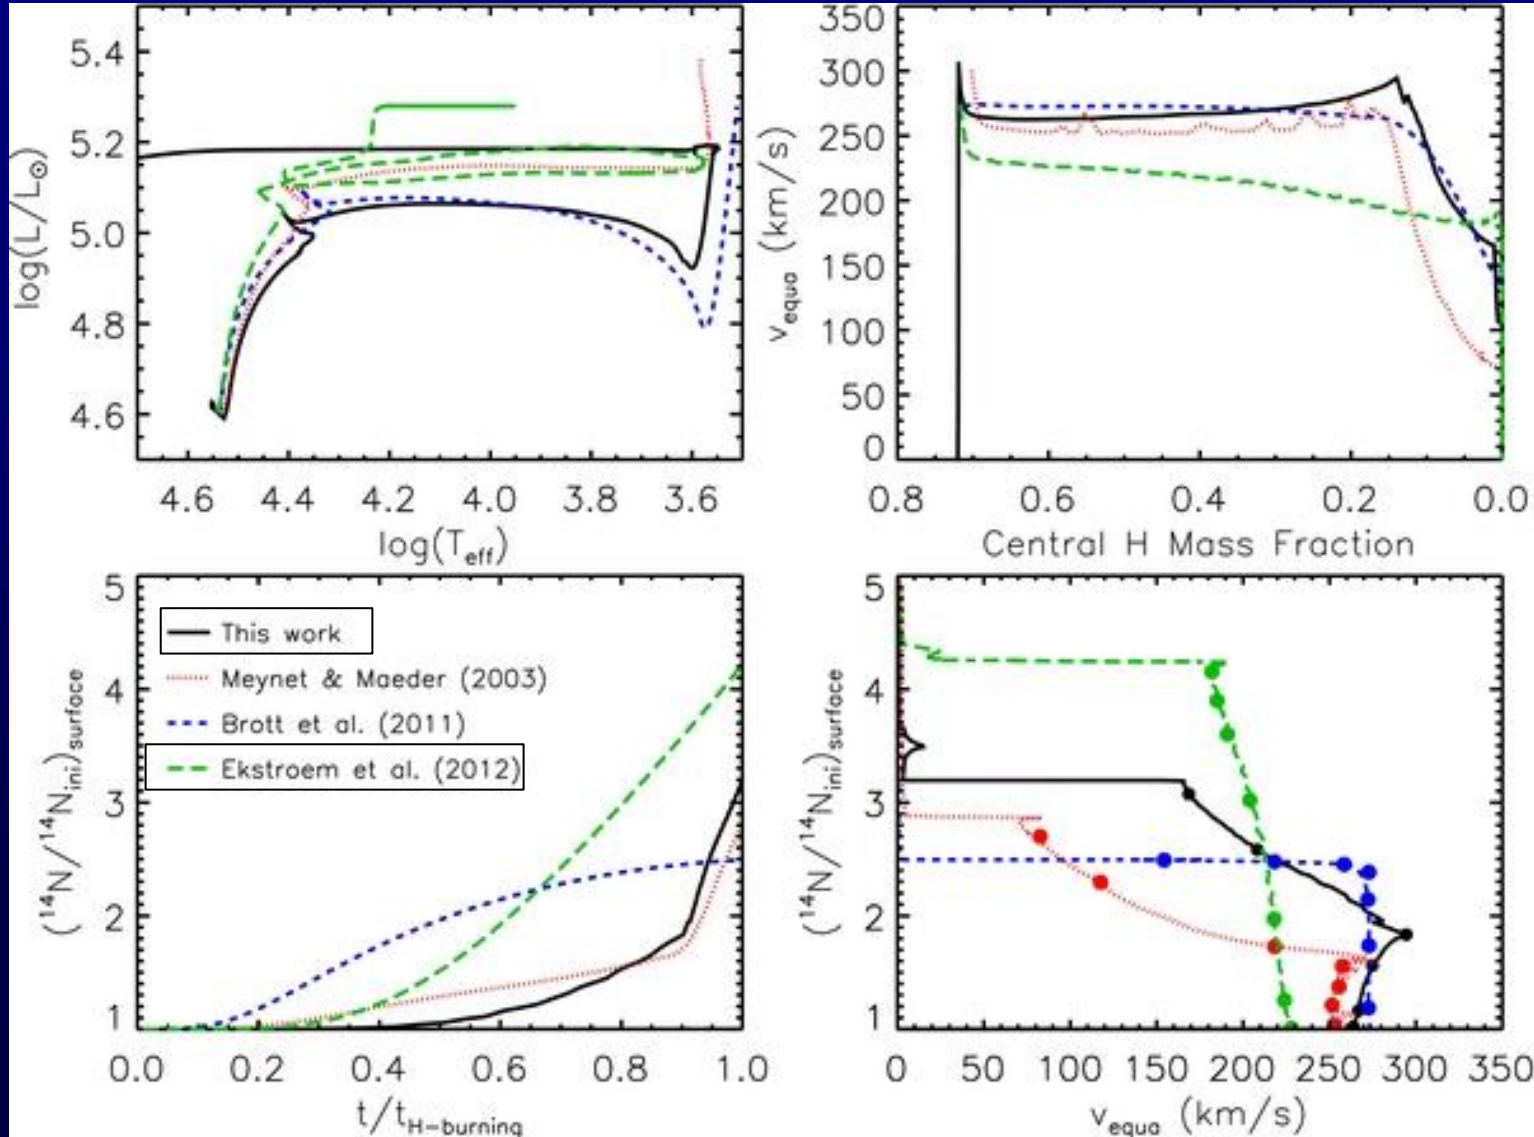 log(L/L☉)
5.4
5.2
5.0
4.8
4.6
4.6 4.4 4.2 4.0 3.8 3.6
log(Teff)
vequa (km/s)
350
300
250
200
150
100
50
0
0.8 0.6 0.4 0.2 0.0
Central H Mass Fraction
(14N/14Nini)surface
5
4
3
2
1
This work
Meynet & Maeder (2003)
Brott et al. (2011)
Ekstroem et al. (2012)
0.0 0.2 0.4 0.6 0.8 1.0
t/tH-burning
(14N/14Nini)surface
5
4
3
2
1
0 50 100 150 200 250 300 350
vequa (km/s)